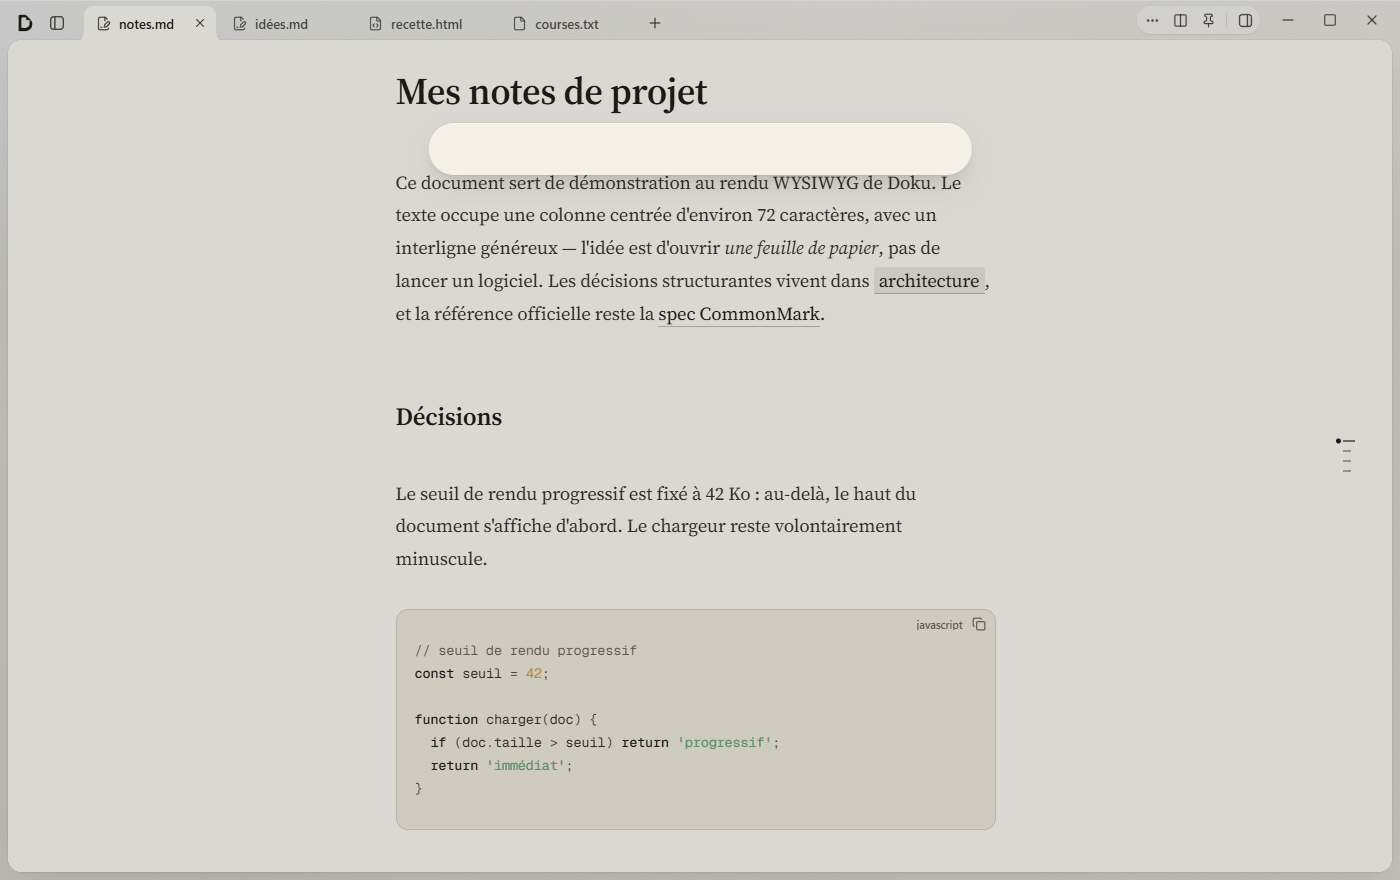 notes.md
idées.md
recette.html
courses.txt
Mes notes de projet
Ce document sert de démonstration au rendu WYSIWYG de Doku. Le
texte occupe une colonne centrée d'environ 72 caractères, avec un
interligne généreux — l'idée est d'ouvrir une feuille de papier, pas de
lancer un logiciel. Les décisions structurantes vivent dans architecture,
et la référence officielle reste la spec CommonMark.
Décisions
Le seuil de rendu progressif est fixé à 42 Ko : au-delà, le haut du
document s'affiche d'abord. Le chargeur reste volontairement
minuscule.
javascript
// seuil de rendu progressif
const seuil = 42;
function charger(doc) {
  if (doc.taille > seuil) return 'progressif';
  return 'immédiat';
}